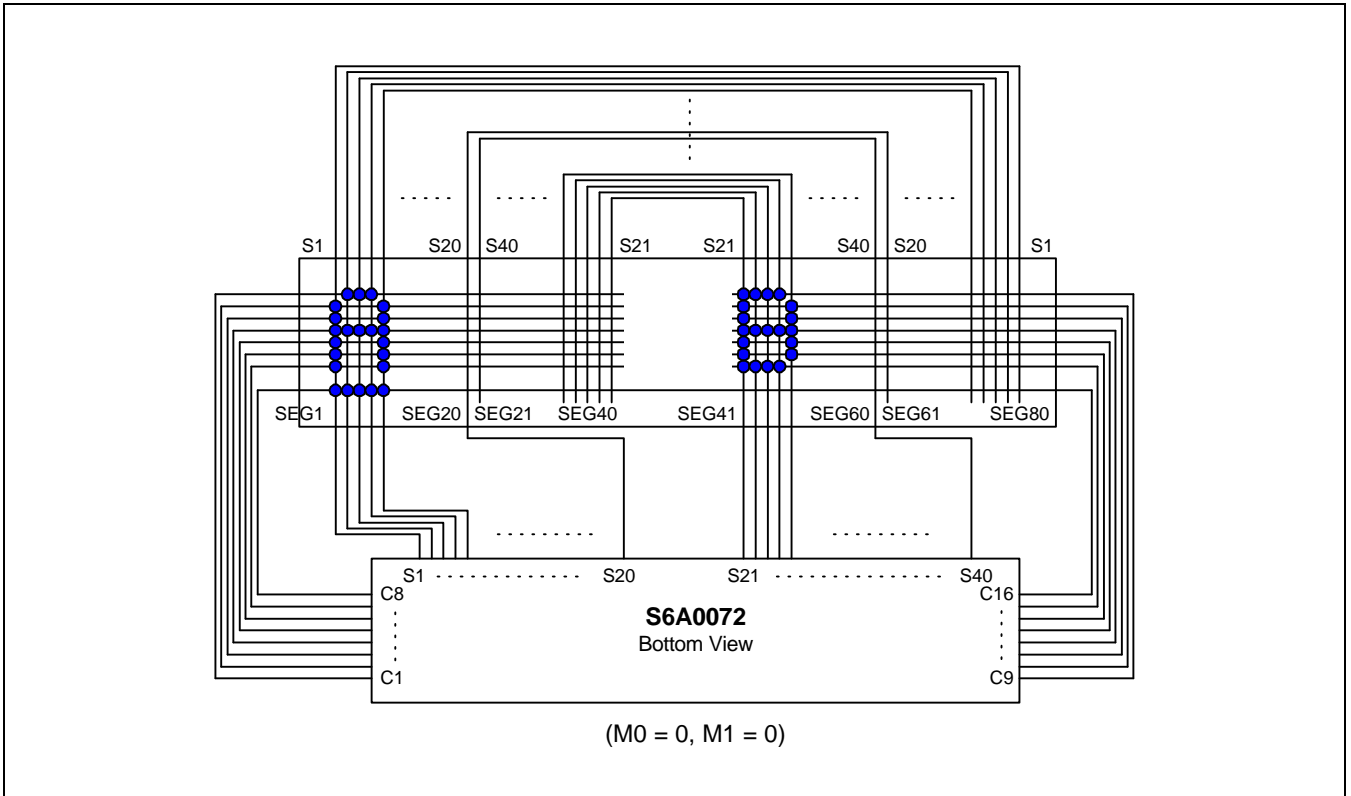 S1 S20 S40 S21 S21 S40 S20 S1
SEG1 SEG20 SEG21 SEG40 SEG41 SEG60 SEG61 SEG80
S1 S20 S21 S40
C8 C16
S6A0072
Bottom View
C1 C9
(M0 = 0, M1 = 0)